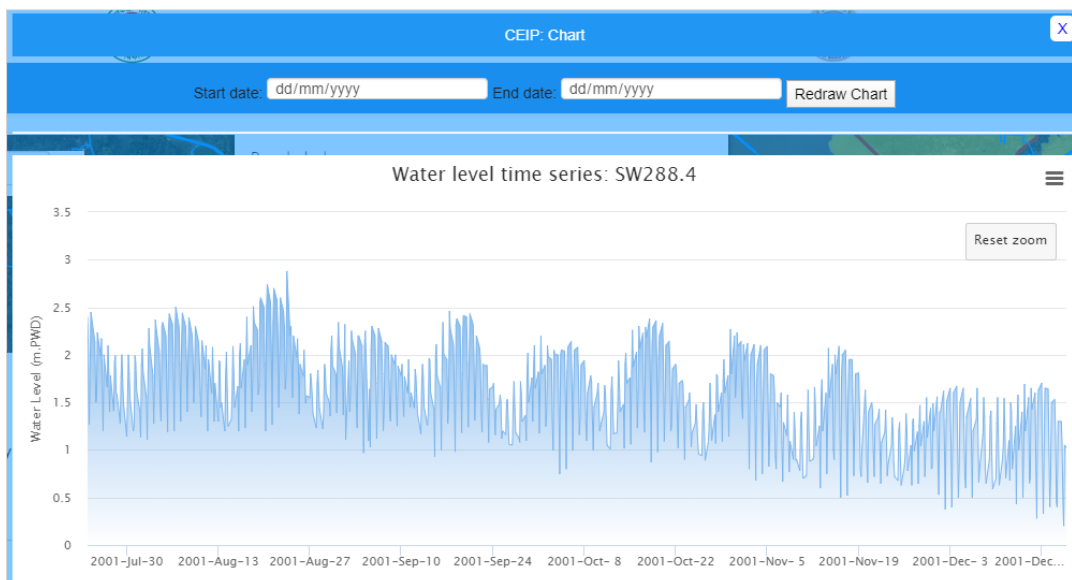 CEIP: Chart
X
Start date: dd/mm/yyyy End date: dd/mm/yyyy Redraw Chart
Water level time series: SW288.4
Reset zoom
Water Level (m.PWD)
3.5
3
2.5
2
1.5
1
0.5
0
2001-Jul-30 2001-Aug-13 2001-Aug-27 2001-Sep-10 2001-Sep-24 2001-Oct- 8 2001-Oct-22 2001-Nov- 5 2001-Nov-19 2001-Dec- 3 2001-Dec...